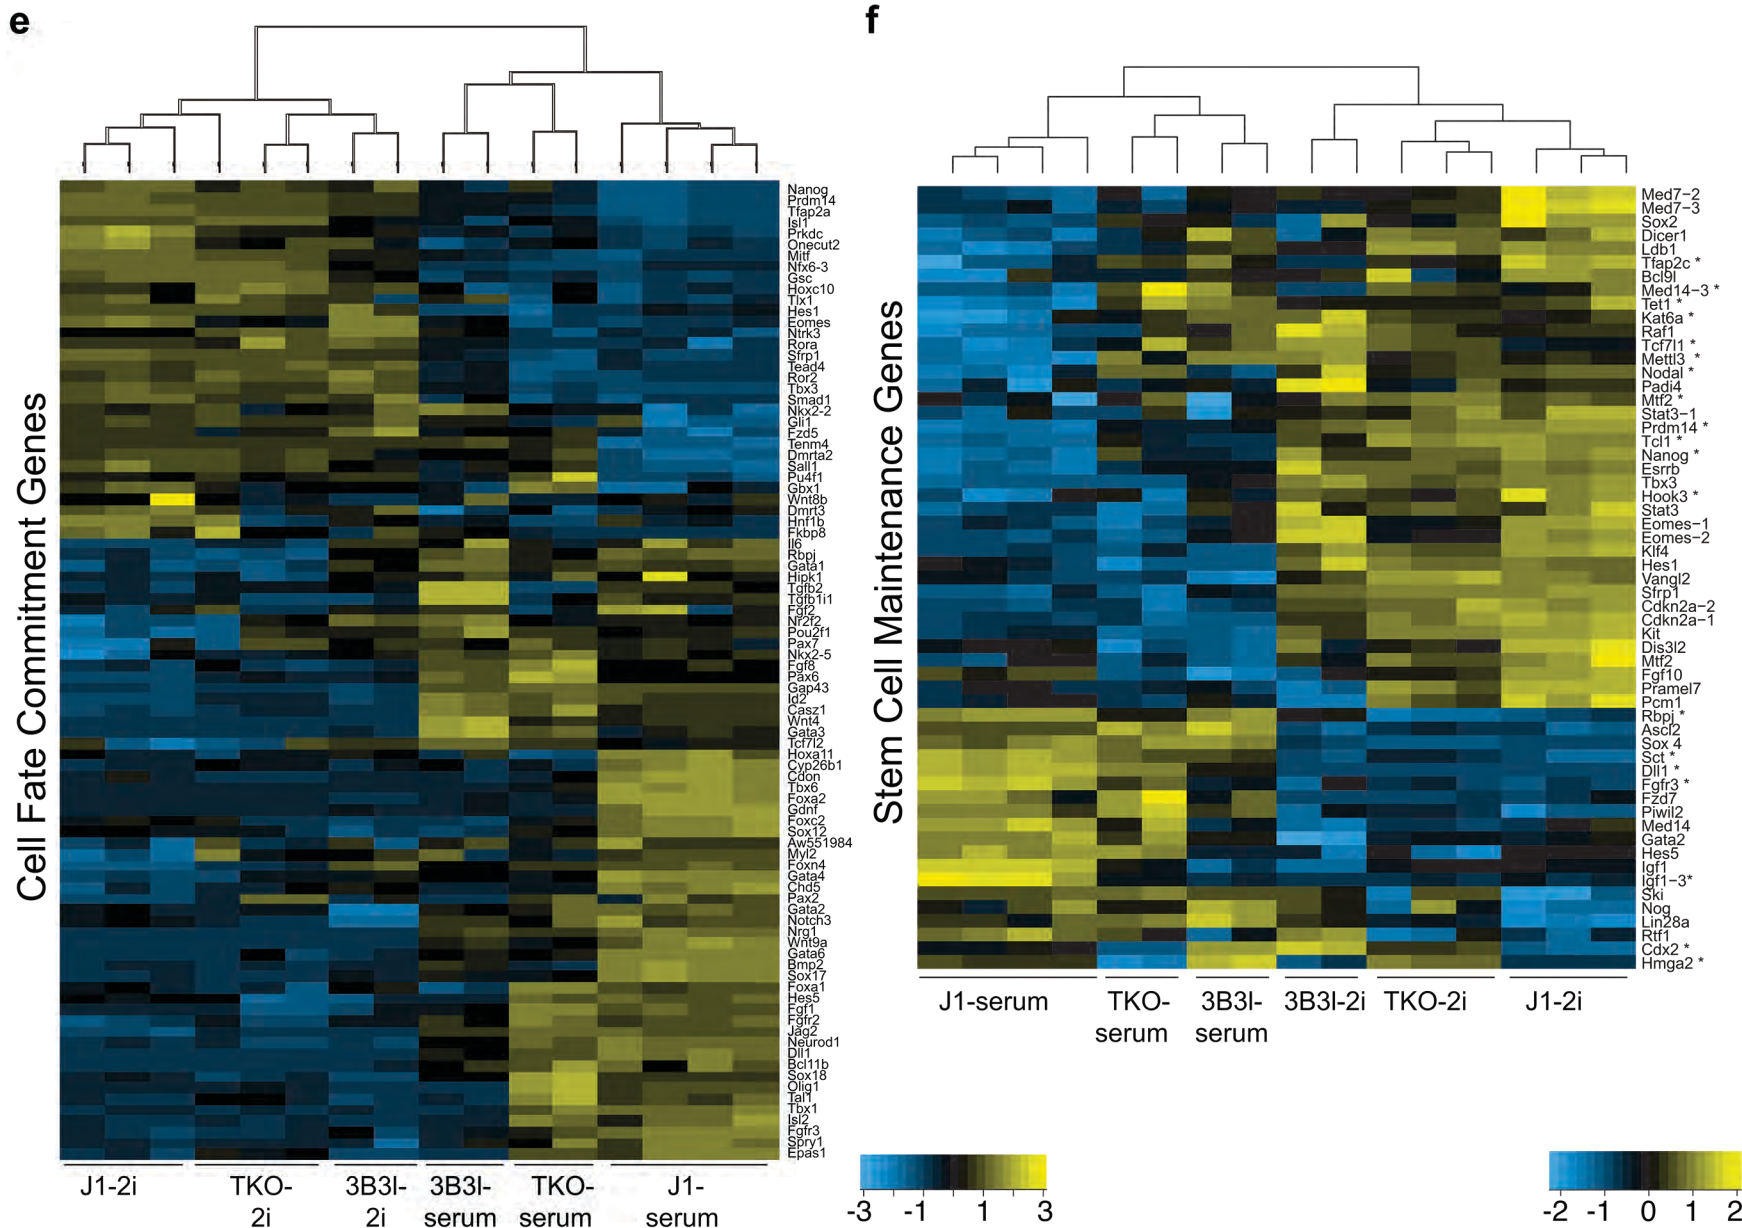 e
Cell Fate Commitment Genes
Nanog
Prdm14
Tfap2a
Isl1
Prkdc
Onecut2
Mitf
Nfx6-3
Gsc
Hoxc10
Tlx1
Hes1
Eomes
Ntrk3
Rora
Sfrp1
Tead4
Ror2
Tbx3
Smad1
Nkx2-2
Gli1
Fzd5
Tenm4
Dmrta2
Sall1
Pu4f1
Gbx1
Wnt8b
Dmrt3
Hnf1b
Fkbp8
Il6
Rbpj
Gata1
Hipk1
Tgfb2
Tgfb1i1
Fgf2
Nr2f2
Pou2f1
Pax7
Nkx2-5
Fgf8
Pax6
Gap43
Id2
Casz1
Wnt4
Gata3
Tcf7l2
Hoxa11
Cyp26b1
Cdon
Tbx6
Foxa2
Gdnf
Foxc2
Sox12
Aw551984
Myl2
Foxn4
Gata4
Chd5
Pax2
Gata2
Notch3
Nrg1
Wnt9a
Gata6
Bmp2
Sox17
Foxa1
Hes5
Fgf1
Fgfr2
Jag2
Neurod1
Dll1
Bcl11b
Sox18
Olig1
Tal1
Tbx1
Isl2
Fgfr3
Spry1
Epas1
J1-2i
TKO-
2i
3B3l-
2i
3B3l-
serum
TKO-
serum
J1-
serum
f
Stem Cell Maintenance Genes
Med7-2
Med7-3
Sox2
Dicer1
Ldb1
Tfap2c *
Bcl9l
Med14-3 *
Tet1 *
Kat6a *
Raf1
Tcf7l1 *
Mettl3 *
Nodal *
Padi4
Mtf2 *
Stat3-1
Prdm14 *
Tcl1 *
Nanog *
Esrrb
Tbx3
Hook3 *
Stat3
Eomes-1
Eomes-2
Klf4
Hes1
Vangl2
Sfrp1
Cdkn2a-2
Cdkn2a-1
Kit
Dis3l2
Mtf2
Fgf10
Pramel7
Pcm1
Rbpj *
Ascl2
Sox 4
Sct *
Dll1 *
Fgfr3 *
Fzd7
Piwil2
Med14
Gata2
Hes5
Igf1
Igf1-3*
Ski
Nog
Lin28a
Rtf1
Cdx2 *
Hmga2 *
J1-serum
TKO-
serum
3B3l-
serum
3B3l-2i
TKO-2i
J1-2i
-3 -1 1 3
-2 -1 0 1 2